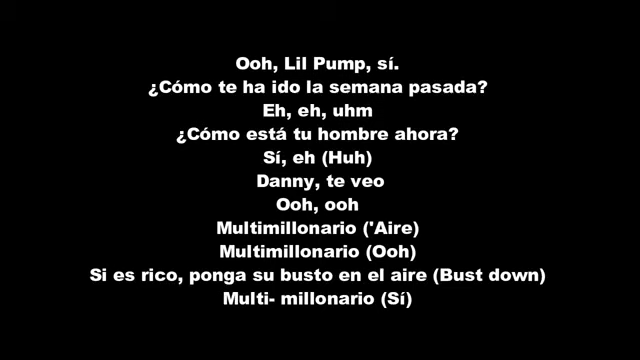 Ooh, Lil Pump, sí.
¿Cómo te ha ido la semana pasada?
Eh, eh, uhm
¿Cómo está tu hombre ahora?
Sí, eh (Huh)
Danny, te veo
Ooh, ooh
Multimillonario ('Aire)
Multimillonario (Ooh)
Si es rico, ponga su busto en el aire (Bust down)
Multi- millonario (Sí)